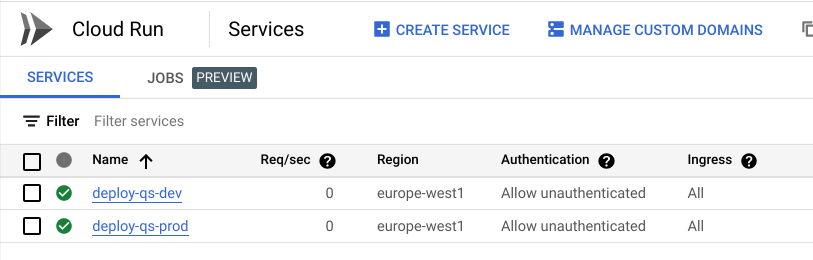 Cloud Run Services CREATE SERVICE MANAGE CUSTOM DOMAINS
SERVICES JOBS PREVIEW
Filter Filter services
Name Req/sec ? Region Authentication ? Ingress ?
deploy-qs-dev 0 europe-west1 Allow unauthenticated All
deploy-qs-prod 0 europe-west1 Allow unauthenticated All